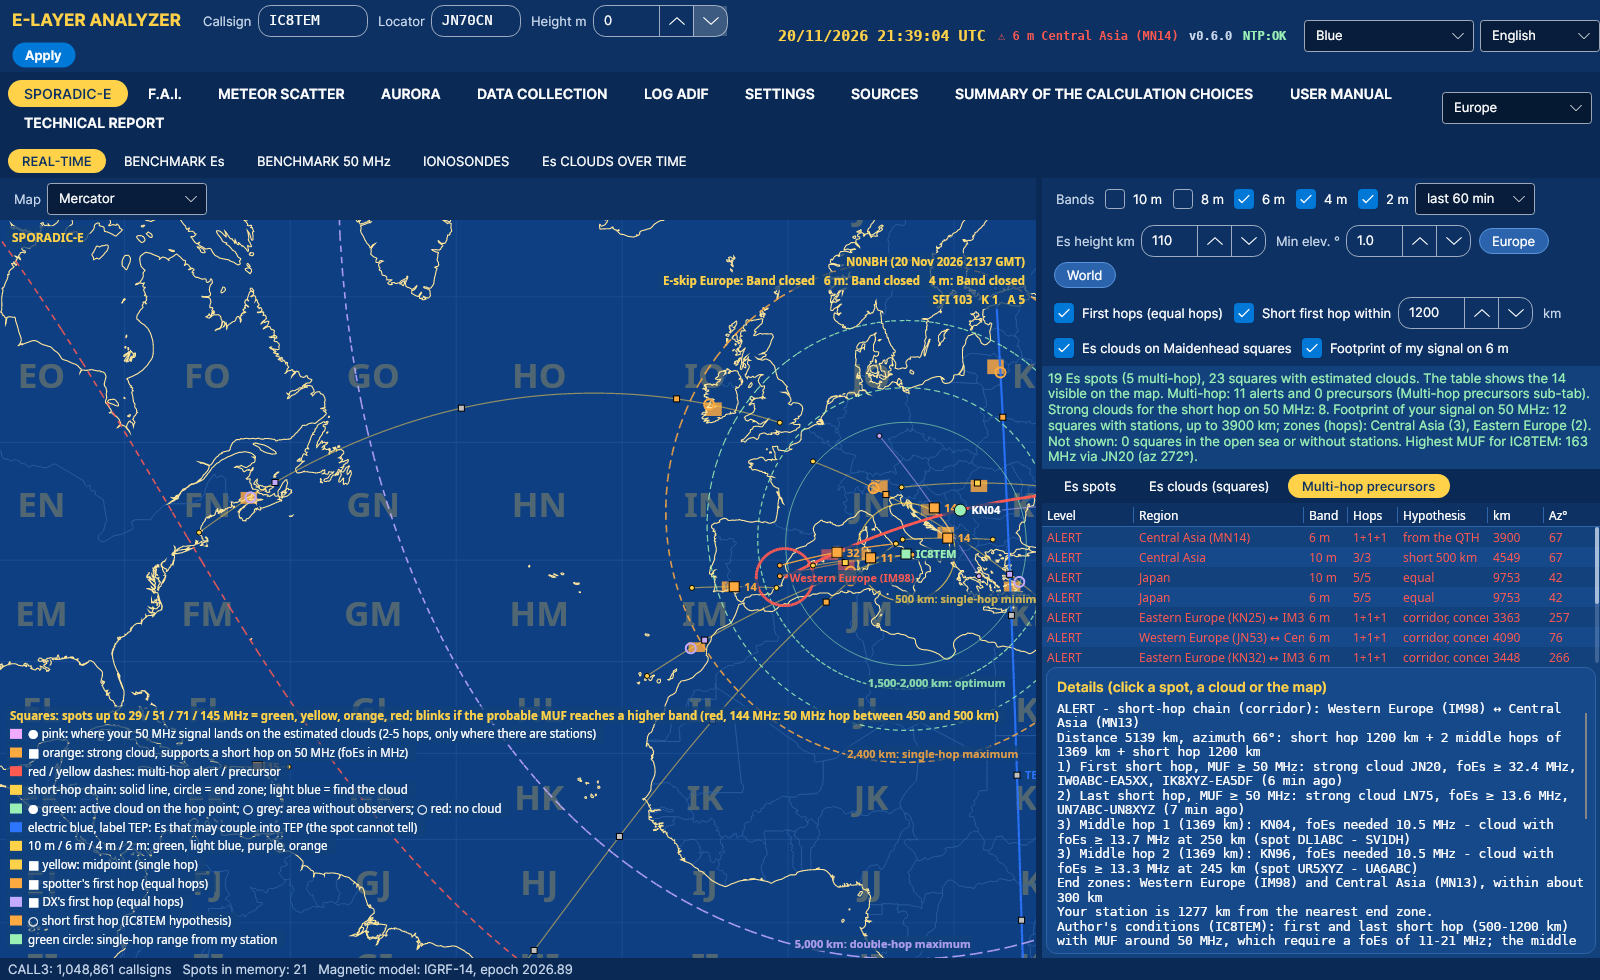 E-LAYER ANALYZER
Callsign IC8TEM Locator JN70CN Height m 0
Apply
20/11/2026 21:39:04 UTC ⚠ 6 m Central Asia (MN14) v0.6.0 NTP:OK Blue English
SPORADIC-E F.A.I. METEOR SCATTER AURORA DATA COLLECTION LOG ADIF SETTINGS SOURCES SUMMARY OF THE CALCULATION CHOICES USER MANUAL
TECHNICAL REPORT
Europe
REAL-TIME BENCHMARK Es BENCHMARK 50 MHz IONOSONDES Es CLOUDS OVER TIME
Map Mercator
SPORADIC-E
N0NBH (20 Nov 2026 2137 GMT)
E-skip Europe: Band closed 6 m: Band closed 4 m: Band closed
SFI 103 K 1 A 5
EO FO GO HO IO
EN FN GN HN IN JN
EM FM GM HM IM JM
HK IK JK
GJ HJ IJ JJ
KN04
14
IC8TEM
32
11
14
Western Europe (IM98)
500 km: single-hop minim
1,500-2,000 km: optimum
2,400 km: single-hop maximum
5,000 km: double-hop maximum
TE
Squares: spots up to 29 / 51 / 71 / 145 MHz = green, yellow, orange, red; blinks if the probable MUF reaches a higher band (red, 144 MHz: 50 MHz hop between 450 and 500 km)
pink: where your 50 MHz signal lands on the estimated clouds (2-5 hops, only where there are stations)
orange: strong cloud, supports a short hop on 50 MHz (foEs in MHz)
red / yellow dashes: multi-hop alert / precursor
short-hop chain: solid line, circle = end zone; light blue = find the cloud
green: active cloud on the hop point; ○ grey: area without observers; ○ red: no cloud
electric blue, label TEP: Es that may couple into TEP (the spot cannot tell)
10 m / 6 m / 4 m / 2 m: green, light blue, purple, orange
yellow: midpoint (single hop)
spotter's first hop (equal hops)
DX's first hop (equal hops)
short first hop (IC8TEM hypothesis)
green circle: single-hop range from my station
Bands 10 m 8 m 6 m 4 m 2 m last 60 min
Es height km 110 Min elev. ° 1.0 Europe
World
First hops (equal hops) Short first hop within 1200 km
Es clouds on Maidenhead squares Footprint of my signal on 6 m
19 Es spots (5 multi-hop), 23 squares with estimated clouds. The table shows the 14
visible on the map. Multi-hop: 11 alerts and 0 precursors (Multi-hop precursors sub-tab).
Strong clouds for the short hop on 50 MHz: 8. Footprint of your signal on 50 MHz: 12
squares with stations, up to 3900 km; zones (hops): Central Asia (3), Eastern Europe (2).
Not shown: 0 squares in the open sea or without stations. Highest MUF for IC8TEM: 163
MHz via JN20 (az 272°).
Es spots Es clouds (squares) Multi-hop precursors
Level Region Band Hops Hypothesis km Az°
ALERT Central Asia (MN14) 6 m 1+1+1 from the QTH 3900 67
ALERT Central Asia 10 m 3/3 short 500 km 4549 67
ALERT Japan 10 m 5/5 equal 9753 42
ALERT Japan 6 m 5/5 equal 9753 42
ALERT Eastern Europe (KN25) ↔ IM3 6 m 1+1+1 corridor, concei 3363 257
ALERT Western Europe (JN53) ↔ Cen 6 m 1+1+1 corridor, concei 4090 76
ALERT Eastern Europe (KN32) ↔ IM3 6 m 1+1+1 corridor, concei 3448 266
Details (click a spot, a cloud or the map)
ALERT - short-hop chain (corridor): Western Europe (IM98) ↔ Central
Asia (MN13)
Distance 5139 km, azimuth 66°: short hop 1200 km + 2 middle hops of
1369 km + short hop 1200 km
1) First short hop, MUF ≥ 50 MHz: strong cloud JN20, foEs ≥ 32.4 MHz,
IW0ABC-EA5XX, IK8XYZ-EA5DF (6 min ago)
2) Last short hop, MUF ≥ 50 MHz: strong cloud LN75, foEs ≥ 13.6 MHz,
UN7ABC-UN8XYZ (7 min ago)
3) Middle hop 1 (1369 km): KN04, foEs needed 10.5 MHz - cloud with
foEs ≥ 13.7 MHz at 250 km (spot DL1ABC - SV1DH)
3) Middle hop 2 (1369 km): KN96, foEs needed 10.5 MHz - cloud with
foEs ≥ 13.3 MHz at 245 km (spot UR5XYZ - UA6ABC)
End zones: Western Europe (IM98) and Central Asia (MN13), within about
300 km
Your station is 1277 km from the nearest end zone.
Author's conditions (IC8TEM): first and last short hop (500-1200 km)
with MUF around 50 MHz, which require a foEs of 11-21 MHz; the middle
CALL3: 1,048,861 callsigns Spots in memory: 21 Magnetic model: IGRF-14, epoch 2026.89